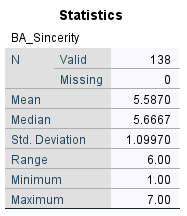 Statistics
BA_Sincerity
N Valid 138
Missing 0
Mean 5.5870
Median 5.6667
Std. Deviation 1.09970
Range 6.00
Minimum 1.00
Maximum 7.00